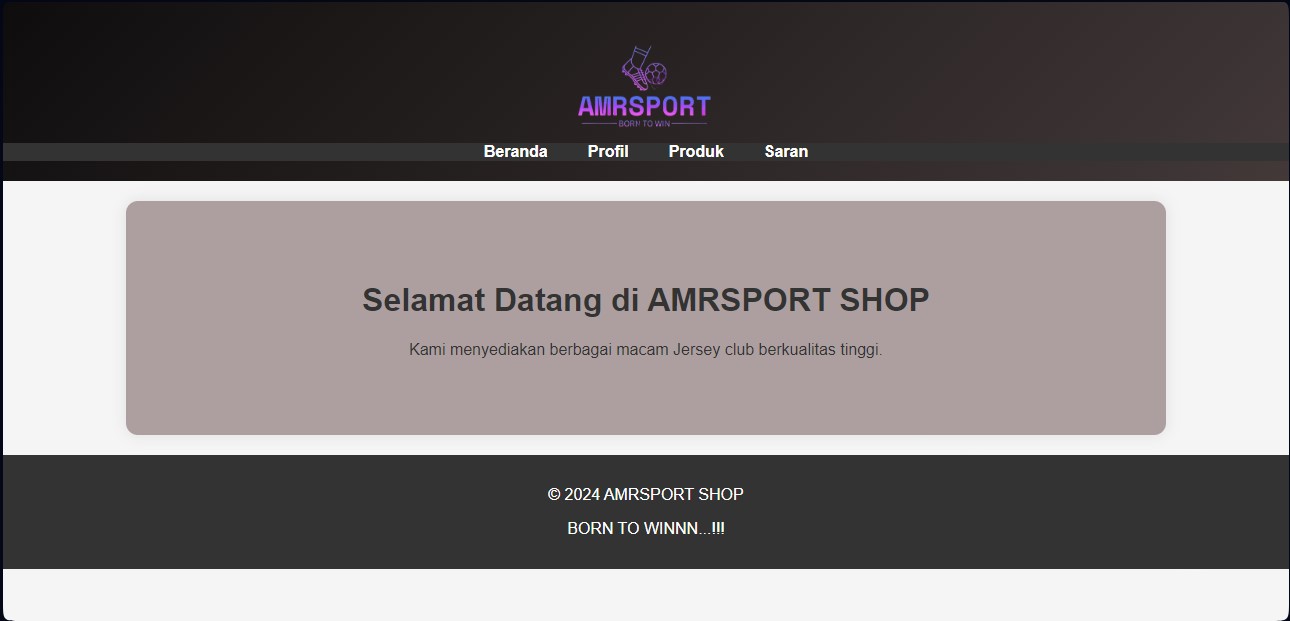 AMRSPORT
BORN TO WIN
Beranda Profil Produk Saran
Selamat Datang di AMRSPORT SHOP
Kami menyediakan berbagai macam Jersey club berkualitas tinggi.
© 2024 AMRSPORT SHOP
BORN TO WINNN...!!!